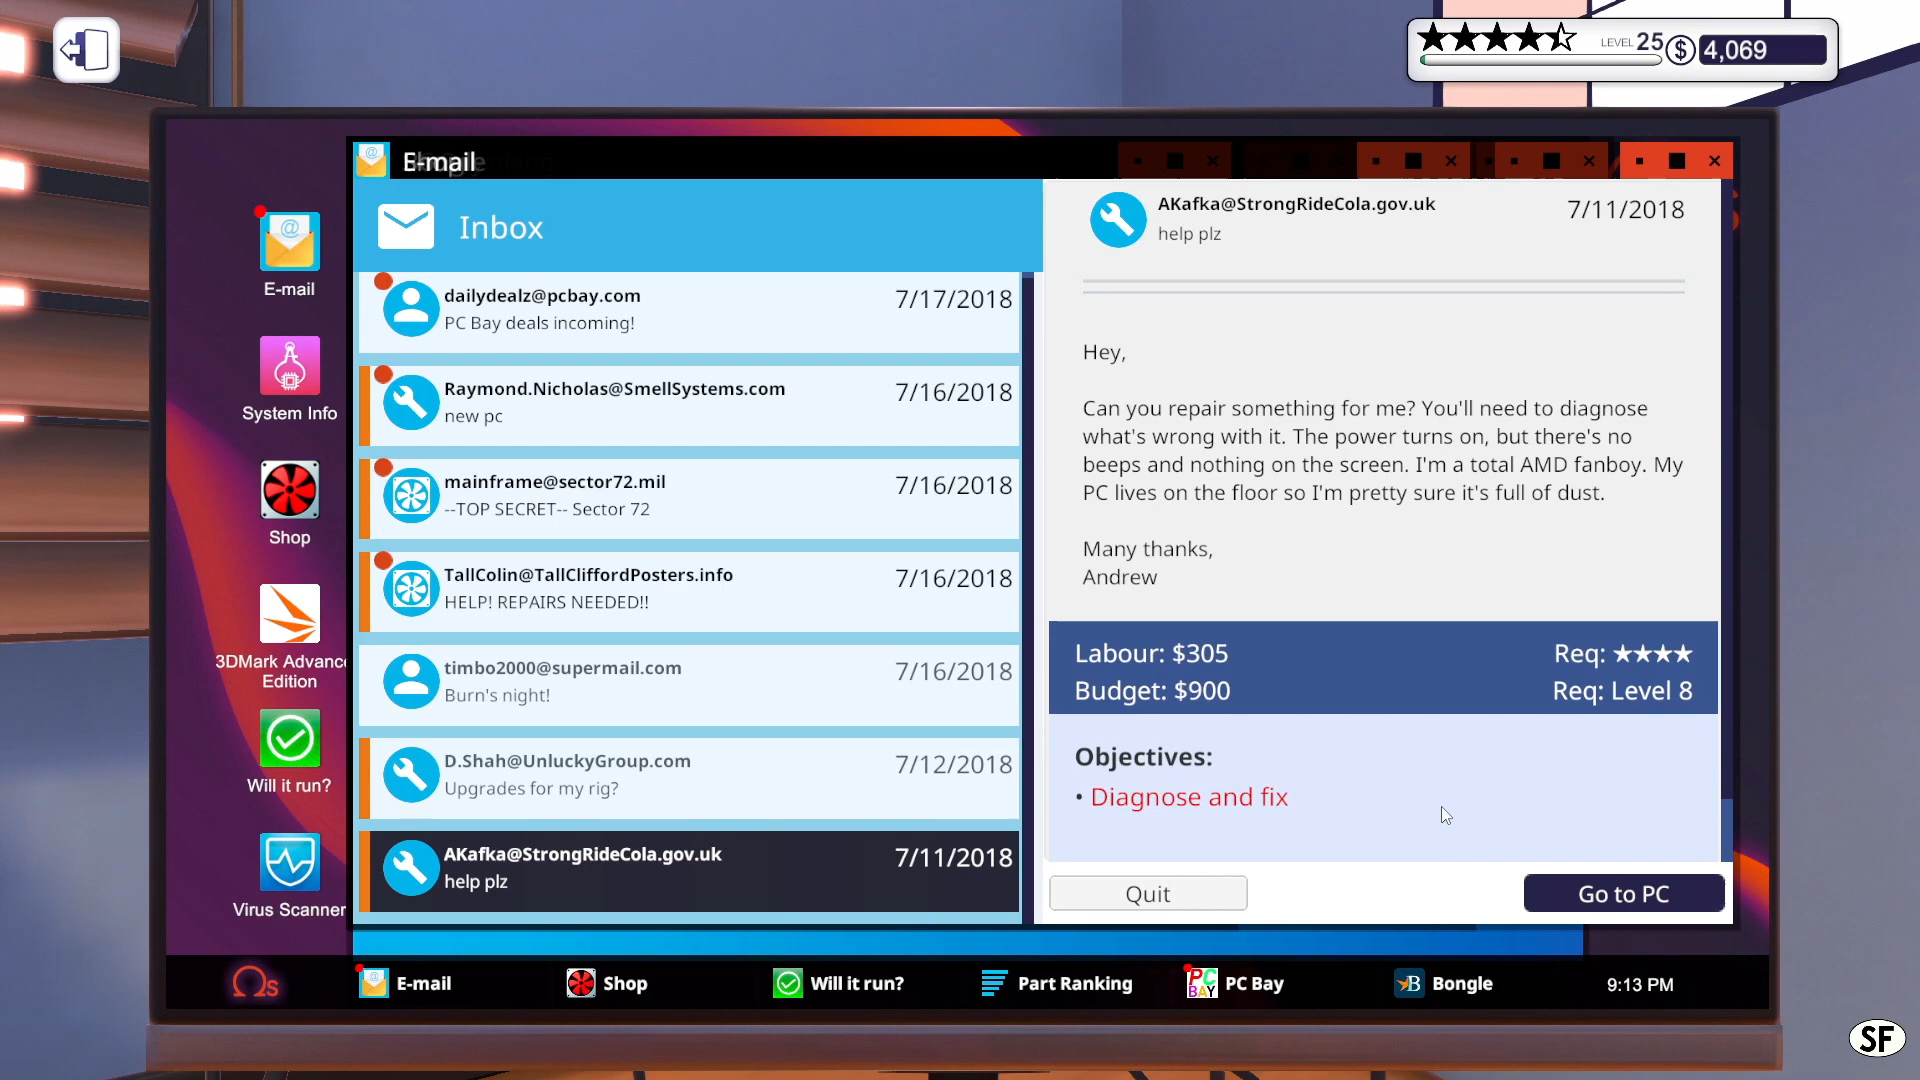 LEVEL 25 $ 4,069
E-mail
Inbox
dailydealz@pcbay.com 7/17/2018
PC Bay deals incoming!
Raymond.Nicholas@SmellSystems.com 7/16/2018
new pc
mainframe@sector72.mil 7/16/2018
--TOP SECRET-- Sector 72
TallColin@TallCliffordPosters.info 7/16/2018
HELP! REPAIRS NEEDED!!
timbo2000@supermail.com 7/16/2018
Burn's night!
D.Shah@UnluckyGroup.com 7/12/2018
Upgrades for my rig?
AKafka@StrongRideCola.gov.uk 7/11/2018
help plz
AKafka@StrongRideCola.gov.uk 7/11/2018
help plz
Hey,
Can you repair something for me? You'll need to diagnose
what's wrong with it. The power turns on, but there's no
beeps and nothing on the screen. I'm a total AMD fanboy. My
PC lives on the floor so I'm pretty sure it's full of dust.
Many thanks,
Andrew
Labour: $305 Req: ★★★★
Budget: $900 Req: Level 8
Objectives:
• Diagnose and fix
Quit Go to PC
E-mail
System Info
Shop
3DMark Advanc
Edition
Will it run?
Virus Scanner
Ωs E-mail Shop Will it run? Part Ranking PC BAY PC Bay B Bongle 9:13 PM
SF